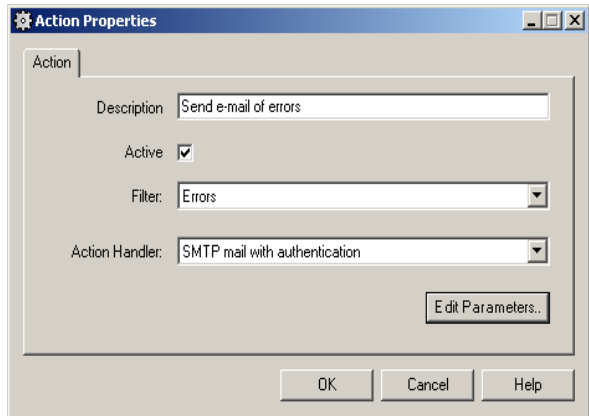 Action Properties
Action
Description Send e-mail of errors
Active
Filter: Errors
Action Handler: SMTP mail with authentication
Edit Parameters..
OK Cancel Help